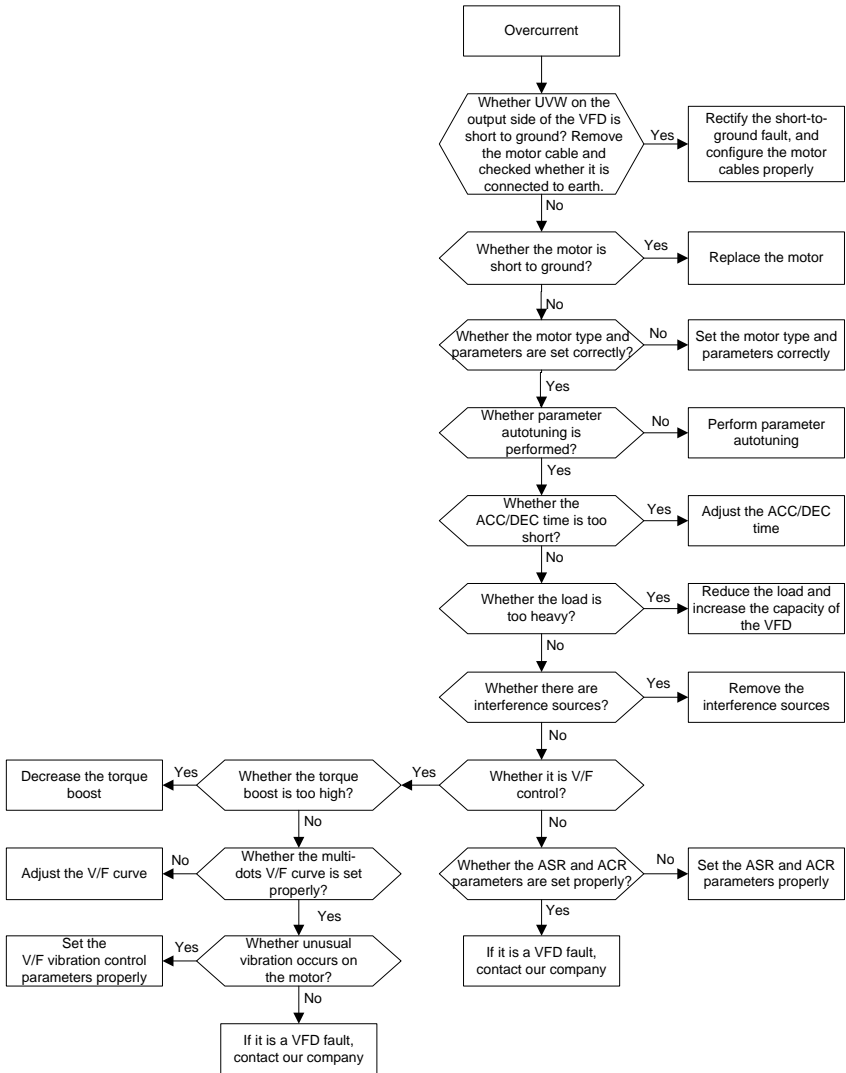 Overcurrent
Whether UVW on the
output side of the VFD is
short to ground? Remove
the motor cable and
checked whether it is
connected to earth.
Yes
Rectify the short-to-
ground fault, and
configure the motor
cables properly
No
Whether the motor is
short to ground?
Yes
Replace the motor
No
Whether the motor type and
parameters are set correctly?
No
Set the motor type and
parameters correctly
Yes
Whether parameter
autotuning is
performed?
No
Perform parameter
autotuning
Yes
Whether the
ACC/DEC time is too
short?
Yes
Adjust the ACC/DEC
time
No
Whether the load is
too heavy?
Yes
Reduce the load and
increase the capacity of
the VFD
No
Whether there are
interference sources?
Yes
Remove the
interference sources
No
Whether it is V/F
control?
Yes
Whether the torque
boost is too high?
Yes
Decrease the torque
boost
No
Whether the multi-
dots V/F curve is set
properly?
No
Adjust the V/F curve
Yes
Whether unusual
vibration occurs on
the motor?
Yes
Set the
V/F vibration control
parameters properly
No
If it is a VFD fault,
contact our company
No
Whether the ASR and ACR
parameters are set properly?
No
Set the ASR and ACR
parameters properly
Yes
If it is a VFD fault,
contact our company